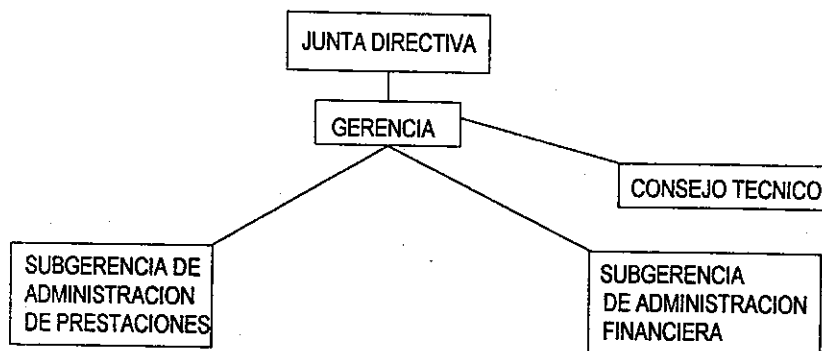 JUNTA DIRECTIVA
GERENCIA
CONSEJO TECNICO
SUBGERENCIA DE
ADMINISTRACION
DE PRESTACIONES
SUBGERENCIA
DE ADMINISTRACION
FINANCIERA